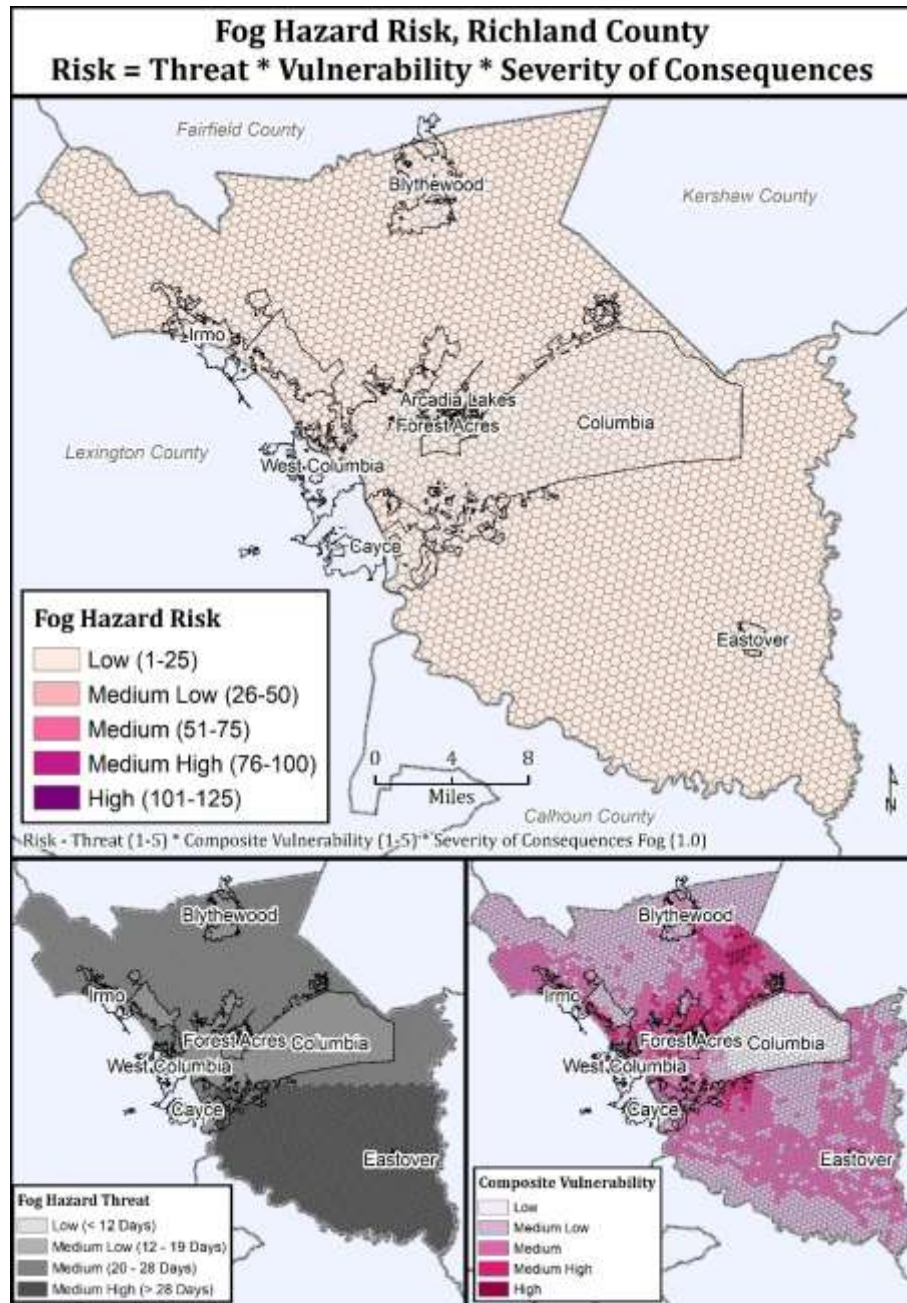 Fog Hazard Risk, Richland County
Risk = Threat * Vulnerability * Severity of Consequences
Fairfield County
Blythewood
Kershaw County
Irmo
Arcadia Lakes
Forest Acres
Columbia
Lexington County
West Columbia
Cayce
Eastover
Fog Hazard Risk
Low (1-25)
Medium Low (26-50)
Medium (51-75)
Medium High (76-100)
High (101-125)
0 4 8
Miles
N
Calhoun County
Risk - Threat (1-5) * Composite Vulnerability (1-5) * Severity of Consequences Fog (1.0)
Blythewood
Irmo
Forest Acres
Columbia
West Columbia
Cayce
Eastover
Fog Hazard Threat
Low (< 12 Days)
Medium Low (12 - 19 Days)
Medium (20 - 28 Days)
Medium High (> 28 Days)
Blythewood
Irmo
Forest Acres
Columbia
West Columbia
Cayce
Eastover
Composite Vulnerability
Low
Medium Low
Medium
Medium High
High